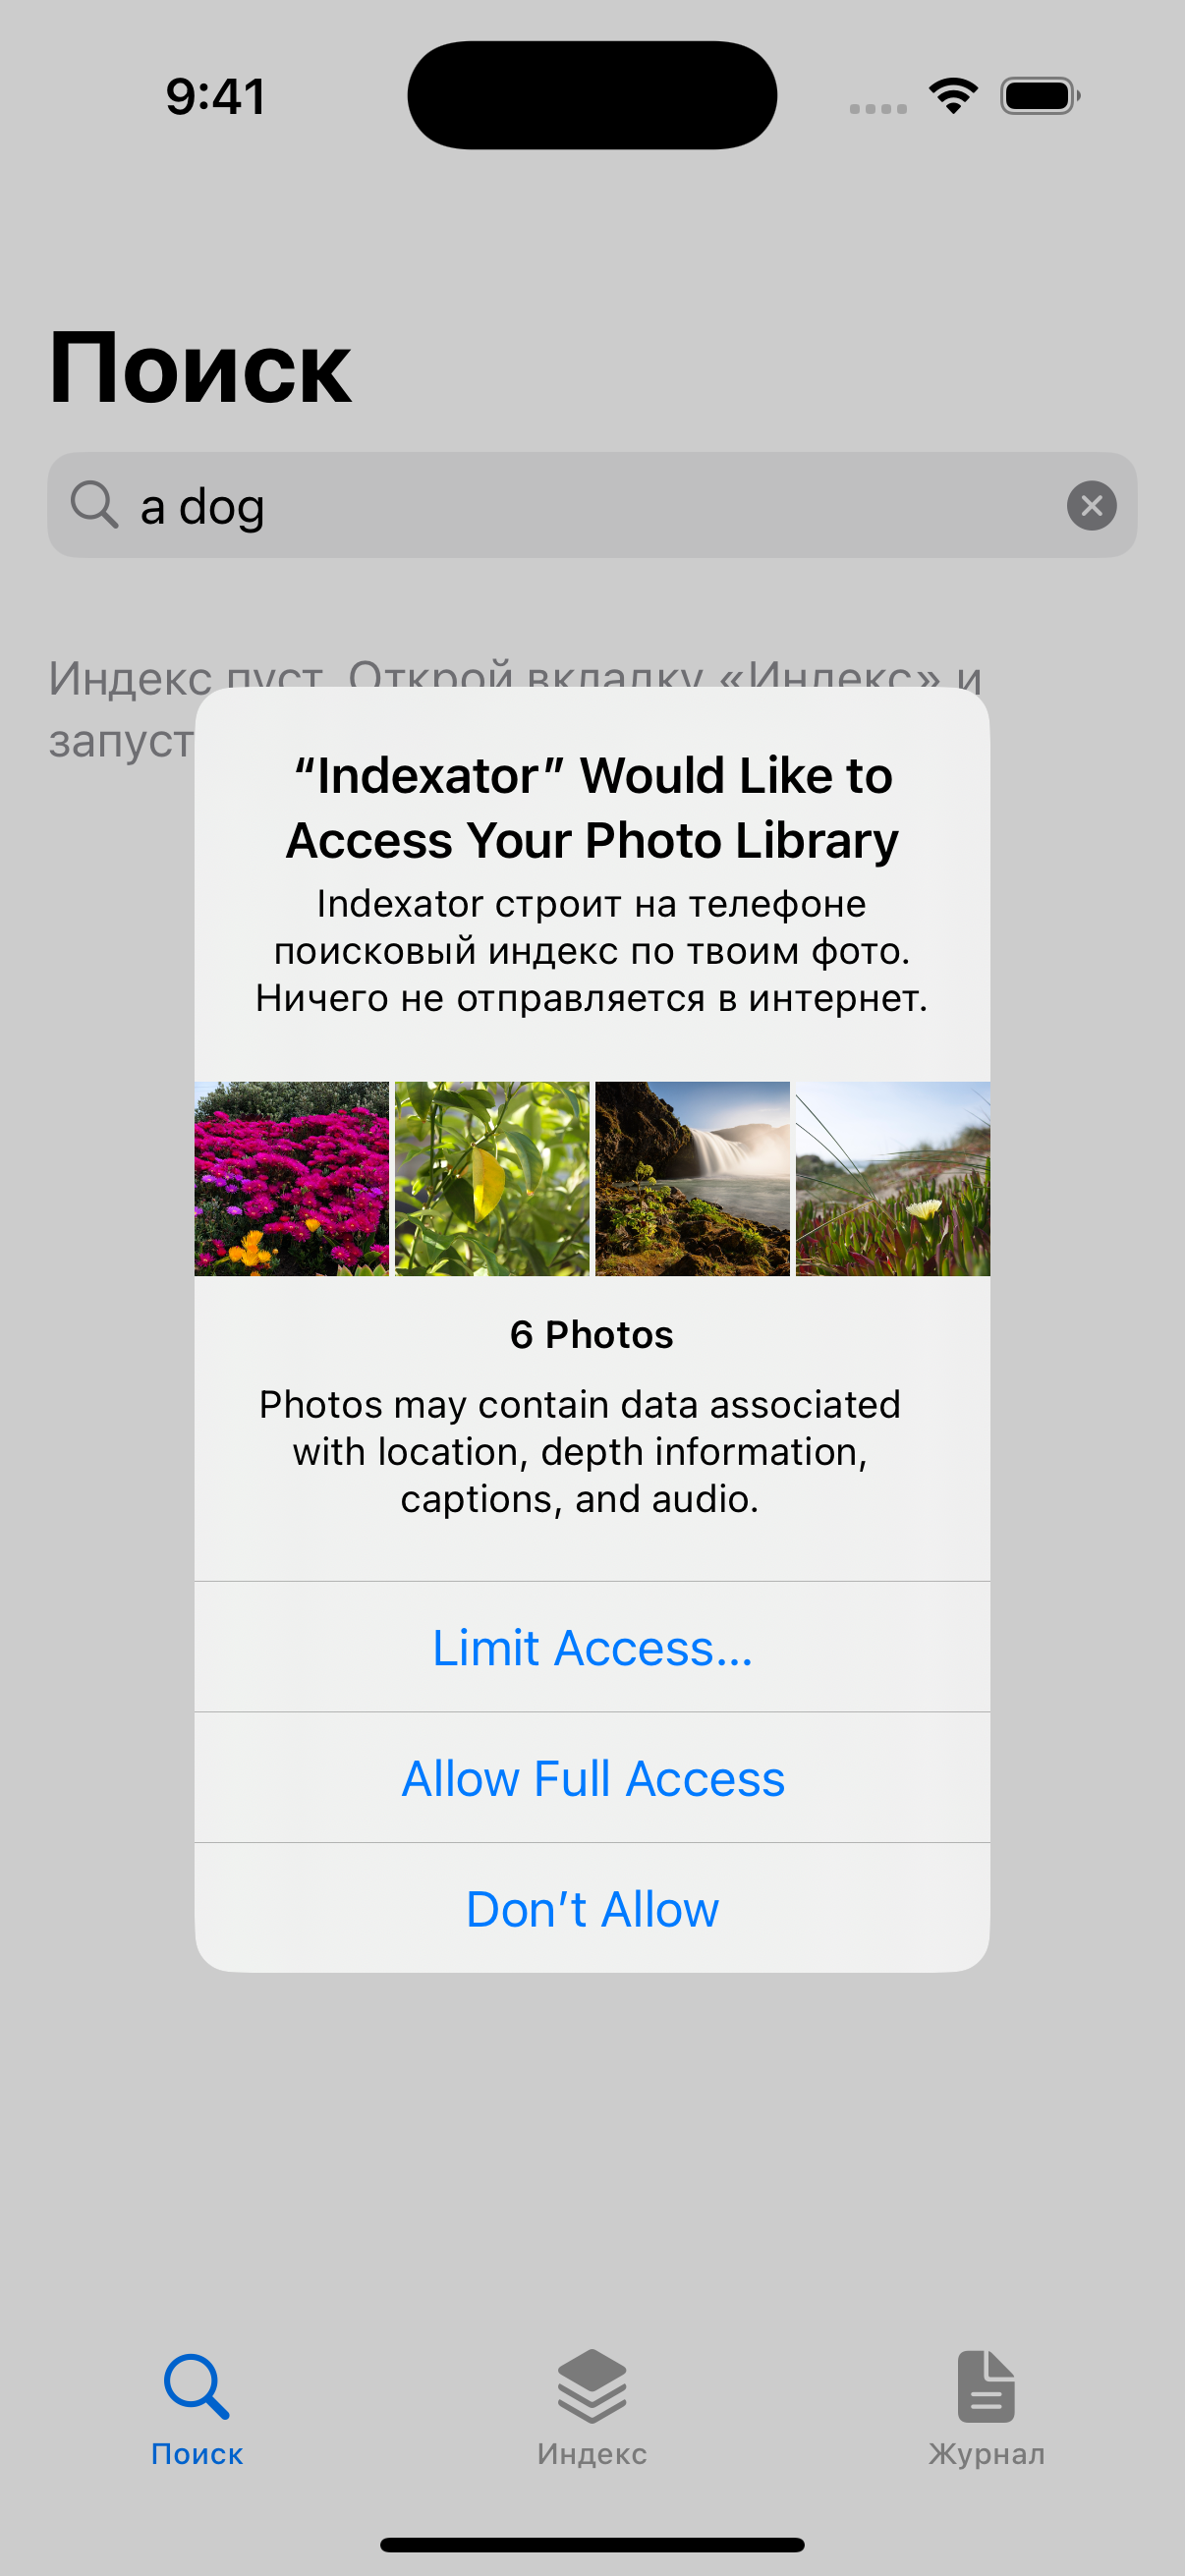 9:41
Поиск
a dog
Индекс пуст. Открой вкладку «Индекс» и
запуст
“Indexator” Would Like to
Access Your Photo Library
Indexator строит на телефоне
поисковый индекс по твоим фото.
Ничего не отправляется в интернет.
6 Photos
Photos may contain data associated
with location, depth information,
captions, and audio.
Limit Access...
Allow Full Access
Don’t Allow
Поиск
Индекс
Журнал